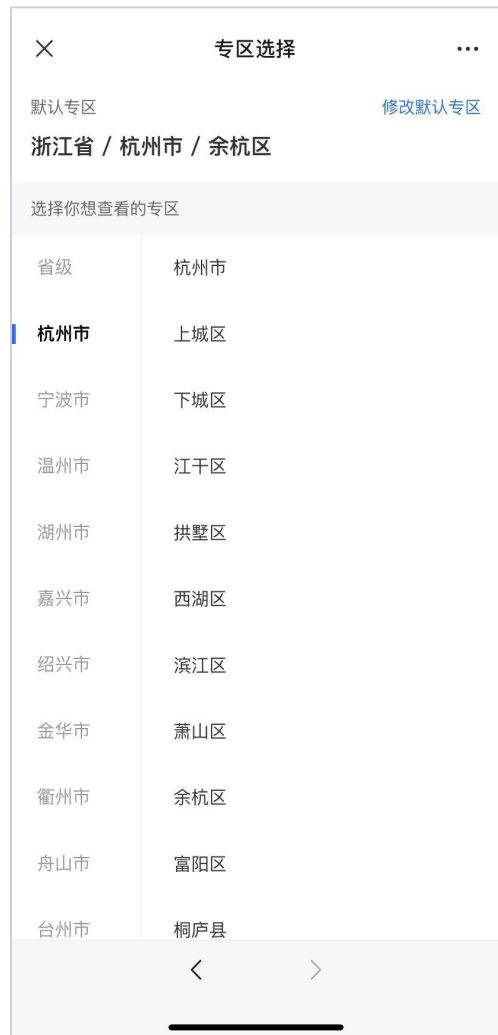 专区选择
默认专区
修改默认专区
浙江省 / 杭州市 / 余杭区
选择你想查看的专区
省级
杭州市
宁波市
温州市
湖州市
嘉兴市
绍兴市
金华市
衢州市
舟山市
台州市
杭州市
上城区
下城区
江干区
拱墅区
西湖区
滨江区
萧山区
余杭区
富阳区
桐庐县